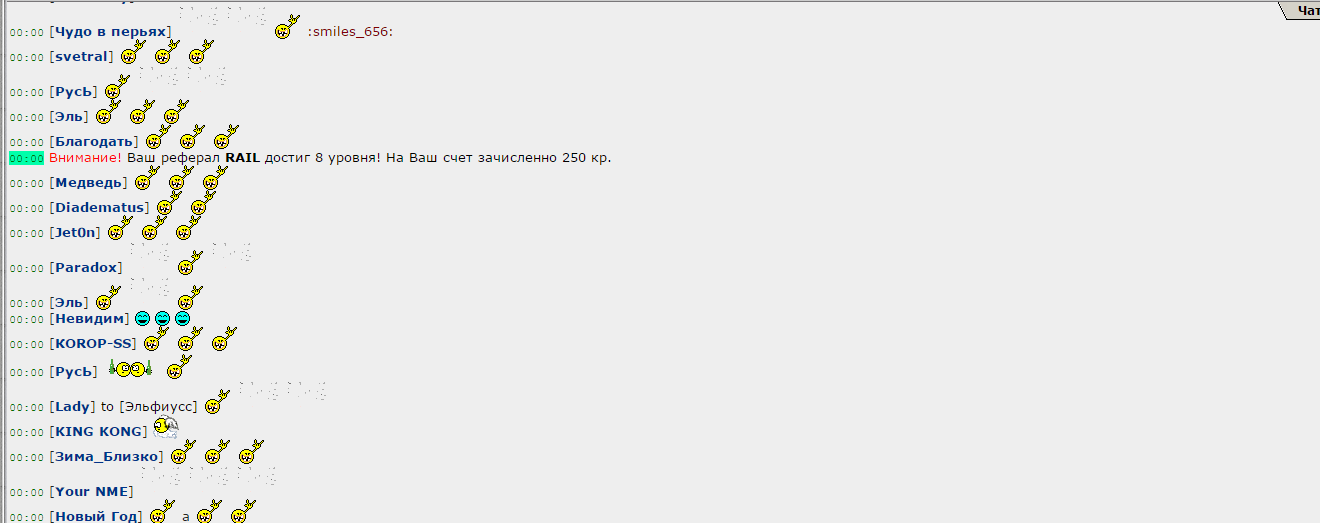 Чат
00:00 [Чудо в перьях] :smiles_656:
00:00 [svetral]
00:00 [РусЬ]
00:00 [Эль]
00:00 [Благодать]
00:00 Внимание! Ваш реферал RAIL достиг 8 уровня! На Ваш счет зачисленно 250 кр.
00:00 [Медведь]
00:00 [Diadematus]
00:00 [Jet0n]
00:00 [Paradox]
00:00 [Эль]
00:00 [Невидим]
00:00 [KOROP-SS]
00:00 [РусЬ]
00:00 [Lady] to [Эльфиусс]
00:00 [KING KONG]
00:00 [Зима_Близко]
00:00 [Your NME]
00:00 [Новый Год] а